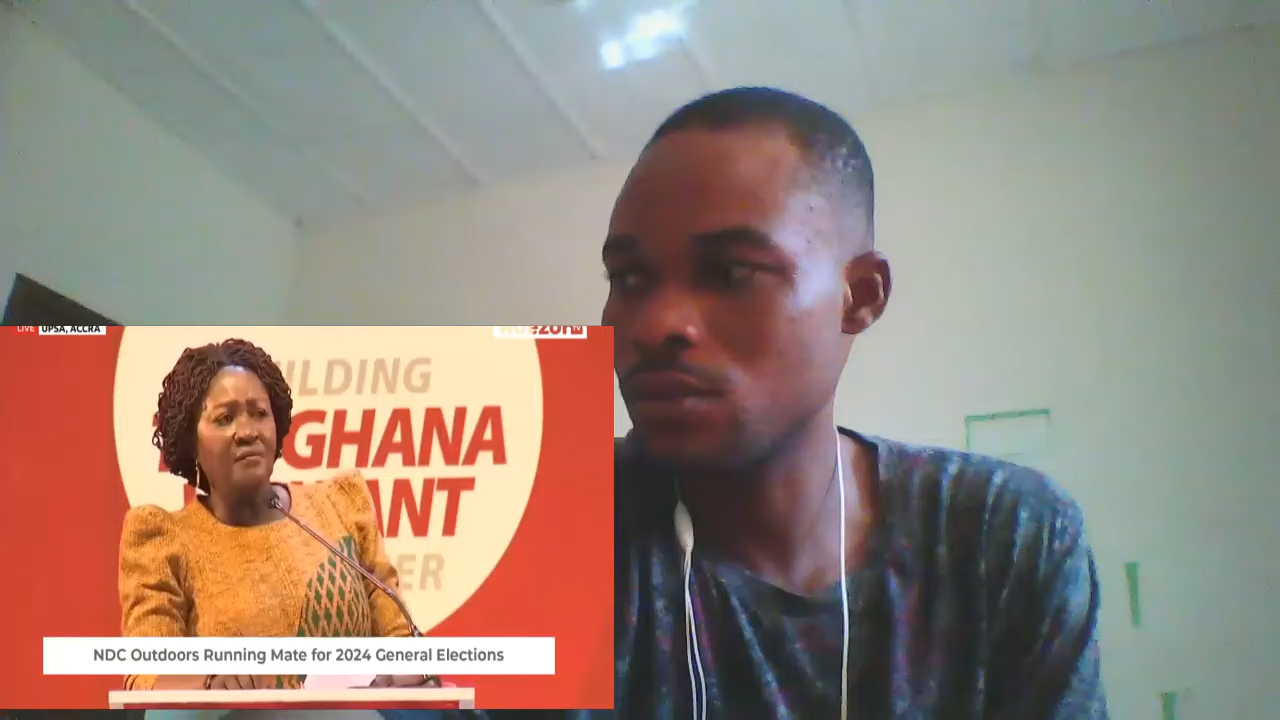 LIVE UPSA, ACCRA
ILDING
GHANA
ANT
ER
NDC Outdoors Running Mate for 2024 General Elections